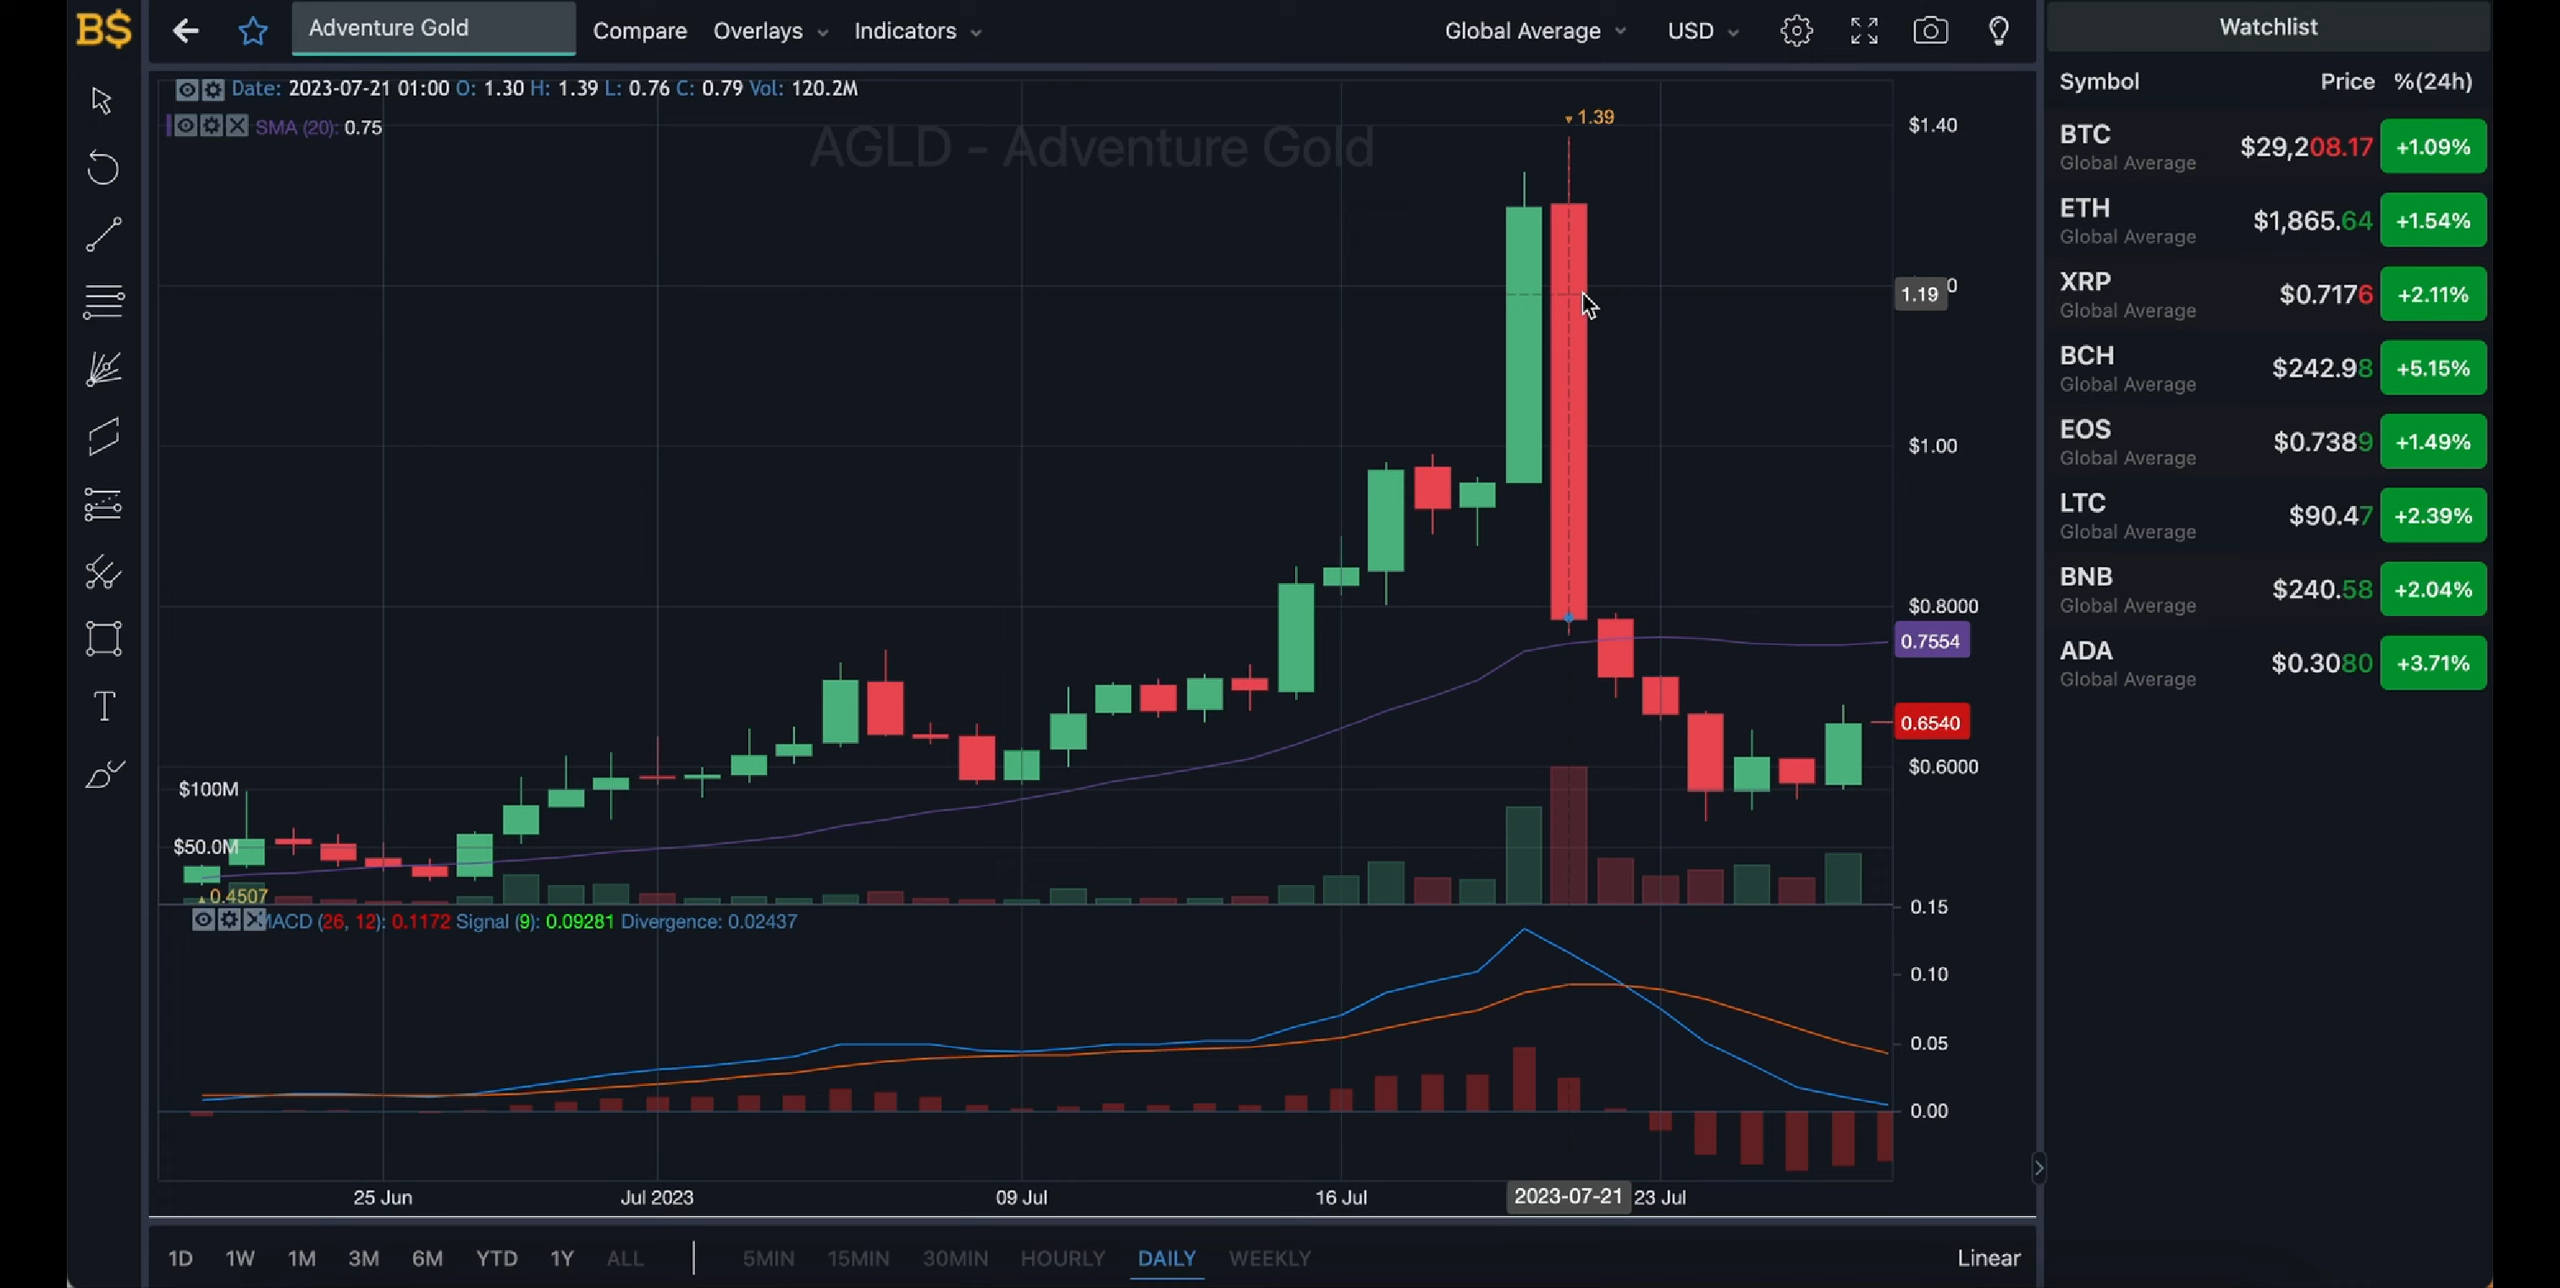 B$
Adventure Gold
Compare
Overlays
Indicators
Global Average
USD
Date: 2023-07-21 01:00 O: 1.30 H: 1.39 L: 0.76 C: 0.79 Vol: 120.2M
SMA (20): 0.75
AGLD - Adventure Gold
1.39
$1.40
1.19
0
$1.00
$0.8000
0.7554
0.6540
$0.6000
$100M
$50.0M
0.4507
MACD (26, 12): 0.1172 Signal (9): 0.09281 Divergence: 0.02437
0.15
0.10
0.05
0.00
25 Jun
Jul 2023
09 Jul
16 Jul
2023-07-21
23 Jul
1D 1W 1M 3M 6M YTD 1Y ALL
5MIN 15MIN 30MIN HOURLY DAILY WEEKLY
Linear
Watchlist
Symbol Price %(24h)
BTC $29,208.17 +1.09%
Global Average
ETH $1,865.64 +1.54%
Global Average
XRP $0.7176 +2.11%
Global Average
BCH $242.98 +5.15%
Global Average
EOS $0.7389 +1.49%
Global Average
LTC $90.47 +2.39%
Global Average
BNB $240.58 +2.04%
Global Average
ADA $0.3080 +3.71%
Global Average